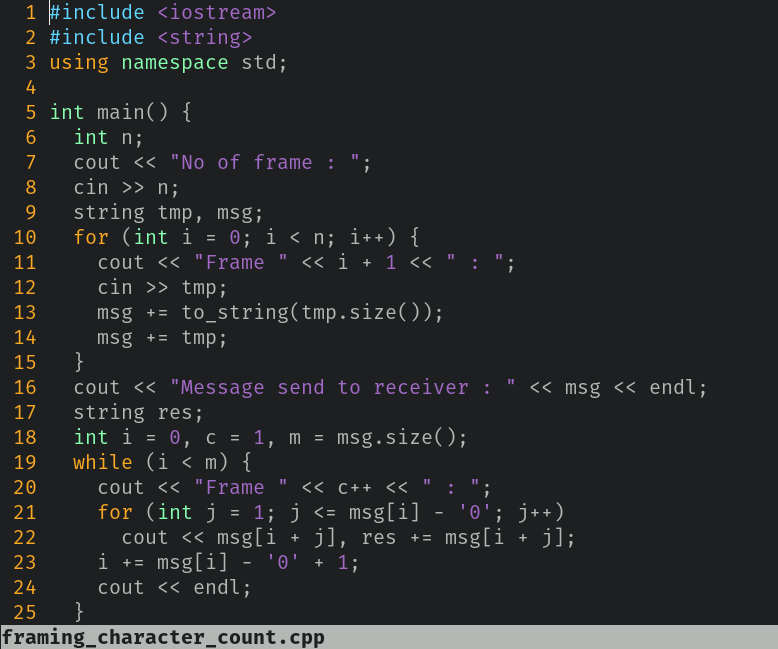 1 #include <iostream>
2 #include <string>
3 using namespace std;
4
5 int main() {
6   int n;
7   cout << "No of frame : ";
8   cin >> n;
9   string tmp, msg;
10   for (int i = 0; i < n; i++) {
11     cout << "Frame " << i + 1 << " : ";
12     cin >> tmp;
13     msg += to_string(tmp.size());
14     msg += tmp;
15   }
16   cout << "Message send to receiver : " << msg << endl;
17   string res;
18   int i = 0, c = 1, m = msg.size();
19   while (i < m) {
20     cout << "Frame " << c++ << " : ";
21     for (int j = 1; j <= msg[i] - '0'; j++)
22       cout << msg[i + j], res += msg[i + j];
23     i += msg[i] - '0' + 1;
24     cout << endl;
25   }
framing_character_count.cpp